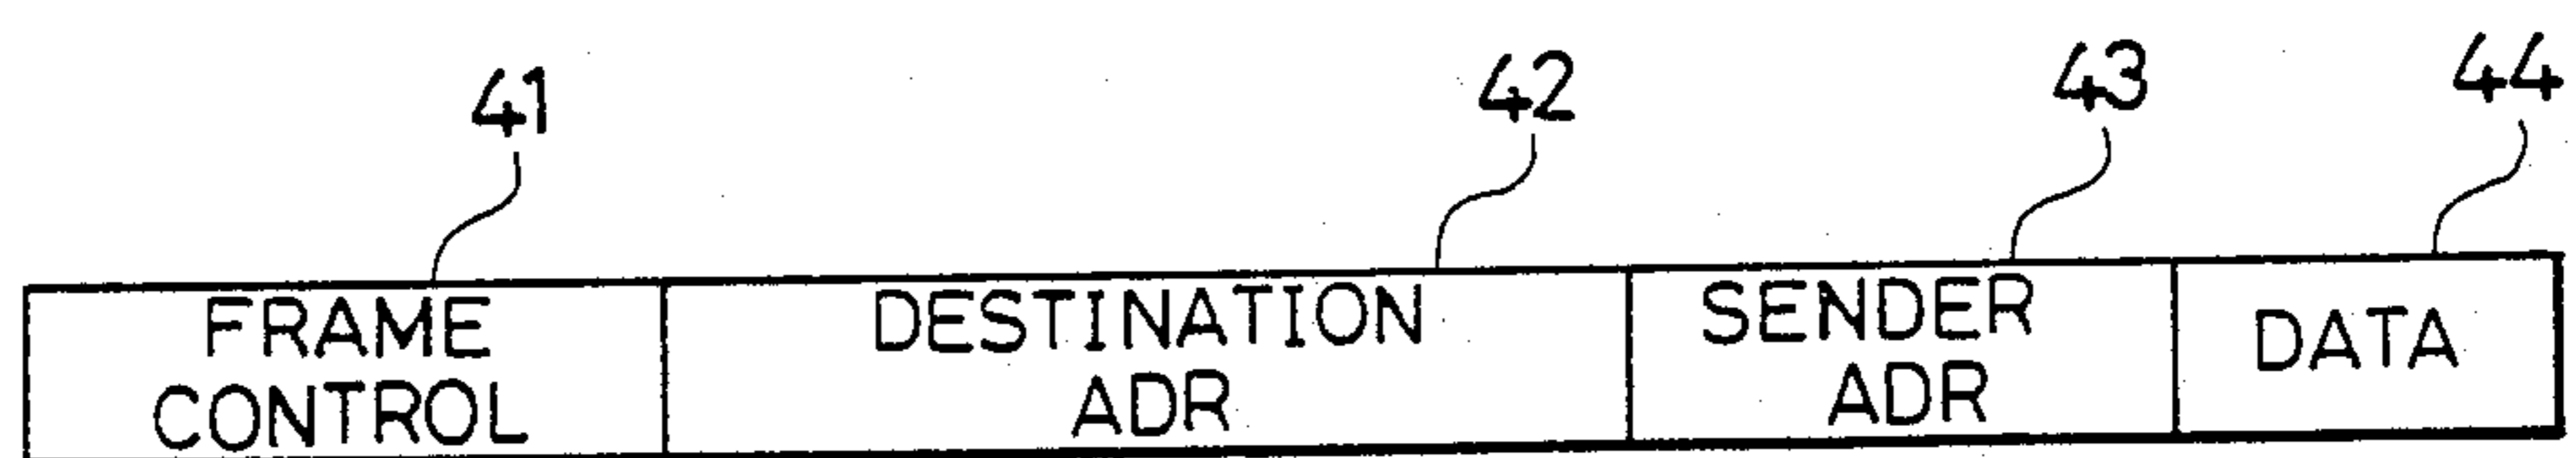 41 42 43 44
FRAME CONTROL
DESTINATION ADR
SENDER ADR
DATA